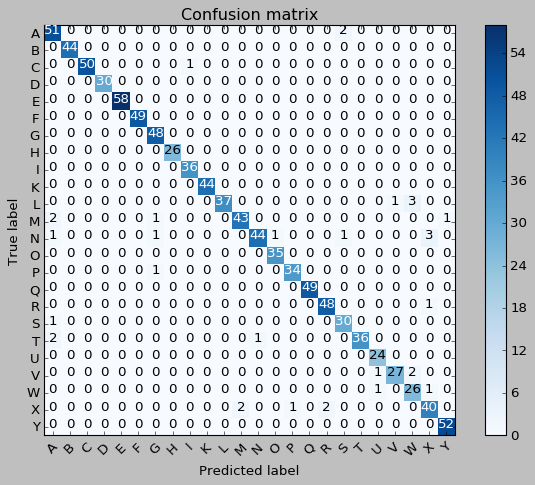 Confusion matrix
A 51 0 0 0 0 0 0 0 0 0 0 0 0 0 0 0 0 2 0 0 0 0 0 0
B 0 44 0 0 0 0 0 0 0 0 0 0 0 0 0 0 0 0 0 0 0 0 0 0
C 0 0 50 0 0 0 0 0 1 0 0 0 0 0 0 0 0 0 0 0 0 0 0 0
D 0 0 0 30 0 0 0 0 0 0 0 0 0 0 0 0 0 0 0 0 0 0 0 0
E 0 0 0 0 58 0 0 0 0 0 0 0 0 0 0 0 0 0 0 0 0 0 0 0
F 0 0 0 0 0 49 0 0 0 0 0 0 0 0 0 0 0 0 0 0 0 0 0 0
G 0 0 0 0 0 0 48 0 0 0 0 0 0 0 0 0 0 0 0 0 0 0 0 0
H 0 0 0 0 0 0 0 26 0 0 0 0 0 0 0 0 0 0 0 0 0 0 0 0
I 0 0 0 0 0 0 0 0 36 0 0 0 0 0 0 0 0 0 0 0 0 0 0 0
K 0 0 0 0 0 0 0 0 0 44 0 0 0 0 0 0 0 0 0 0 0 0 0 0
L 0 0 0 0 0 0 0 0 0 0 37 0 0 0 0 0 0 0 0 0 1 3 0 0
M 2 0 0 0 0 0 1 0 0 0 0 43 0 0 0 0 0 0 0 0 0 0 0 1
N 1 0 0 0 0 0 1 0 0 0 0 0 44 1 0 0 0 1 0 0 0 0 3 0
O 0 0 0 0 0 0 0 0 0 0 0 0 0 35 0 0 0 0 0 0 0 0 0 0
P 0 0 0 0 0 0 1 0 0 0 0 0 0 0 34 0 0 0 0 0 0 0 0 0
Q 0 0 0 0 0 0 0 0 0 0 0 0 0 0 0 49 0 0 0 0 0 0 0 0
R 0 0 0 0 0 0 0 0 0 0 0 0 0 0 0 0 48 0 0 0 0 0 1 0
S 1 0 0 0 0 0 0 0 0 0 0 0 0 0 0 0 0 30 0 0 0 0 0 0
T 2 0 0 0 0 0 0 0 0 0 0 0 1 0 0 0 0 0 36 0 0 0 0 0
U 0 0 0 0 0 0 0 0 0 0 0 0 0 0 0 0 0 0 0 24 0 0 0 0
V 0 0 0 0 0 0 0 0 0 0 0 0 0 0 0 0 0 0 0 1 27 2 0 0
W 0 0 0 0 0 0 0 0 0 0 0 0 0 0 0 0 0 0 0 1 0 26 1 0
X 0 0 0 0 0 0 0 0 0 0 0 2 0 0 1 0 2 0 0 0 0 0 40 0
Y 0 0 0 0 0 0 0 0 0 0 0 0 0 0 0 0 0 0 0 0 0 0 0 52
A B C D E F G H I K L M N O P Q R S T U V W X Y
Predicted label
True label
54
48
42
36
30
24
18
12
6
0